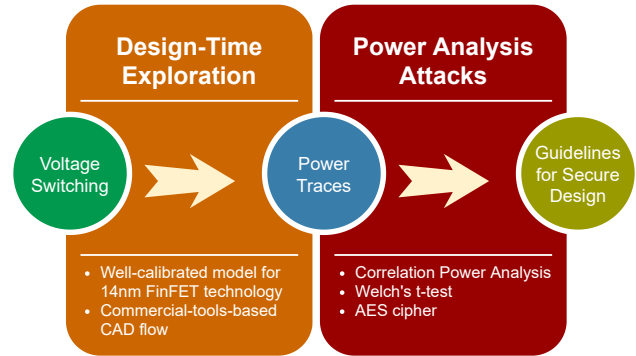 Design-Time
Exploration
Power Analysis
Attacks
Voltage
Switching
Power
Traces
Guidelines
for Secure
Design
• Well-calibrated model for
14nm FinFET technology
• Commercial-tools-based
CAD flow
• Correlation Power Analysis
• Welch's t-test
• AES cipher